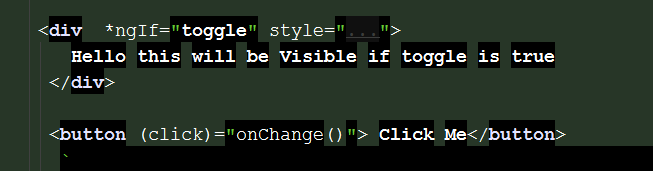 <div  *ngIf="toggle" style="...">
Hello this will be Visible if toggle is true
</div>
<button (click)="onChange()"> Click Me</button>
`